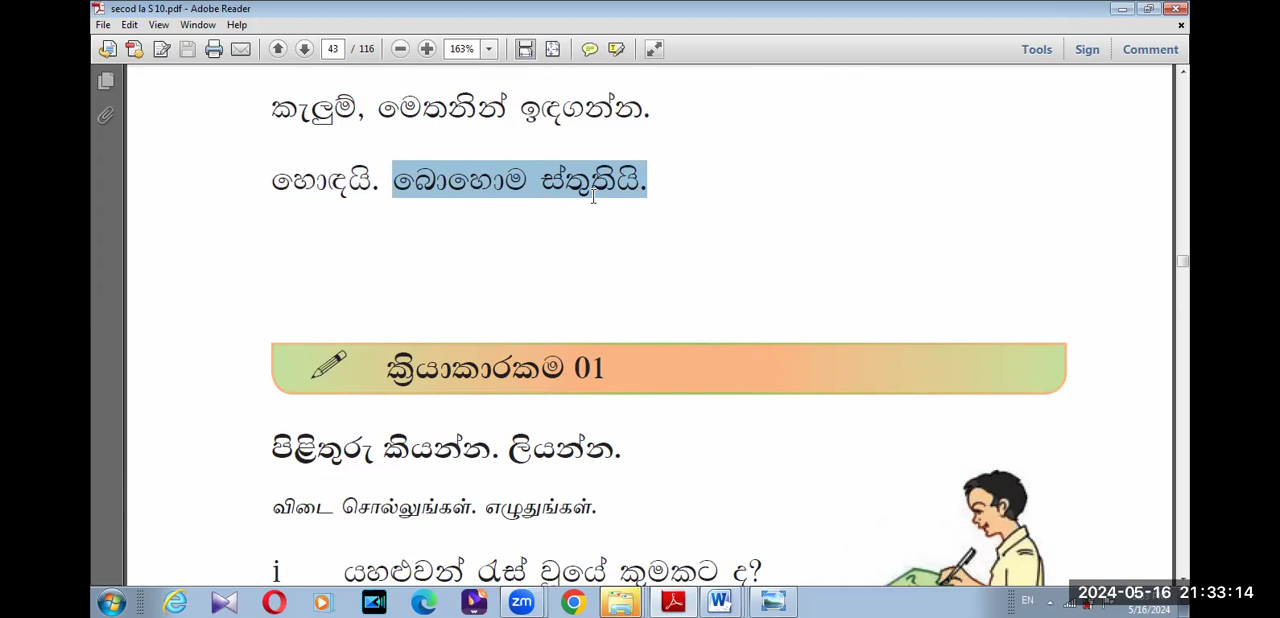 secod la S10.pdf - Adobe Reader
File Edit View Window Help
43 / 116 163% Tools Sign Comment
කැලුම්, මෙතනින් ඉඳගන්න.
හොඳයි. බොහොම ස්තුතියි.
ක්‍රියාකාරකම 01
පිළිතුරු කියන්න. ලියන්න.
விடை சொல்லுங்கள். எழுதுங்கள்.
i යහළුවන් රැස් වූයේ කුමකට ද?
EN
5/16/2024
2024-05-16 21:33:14